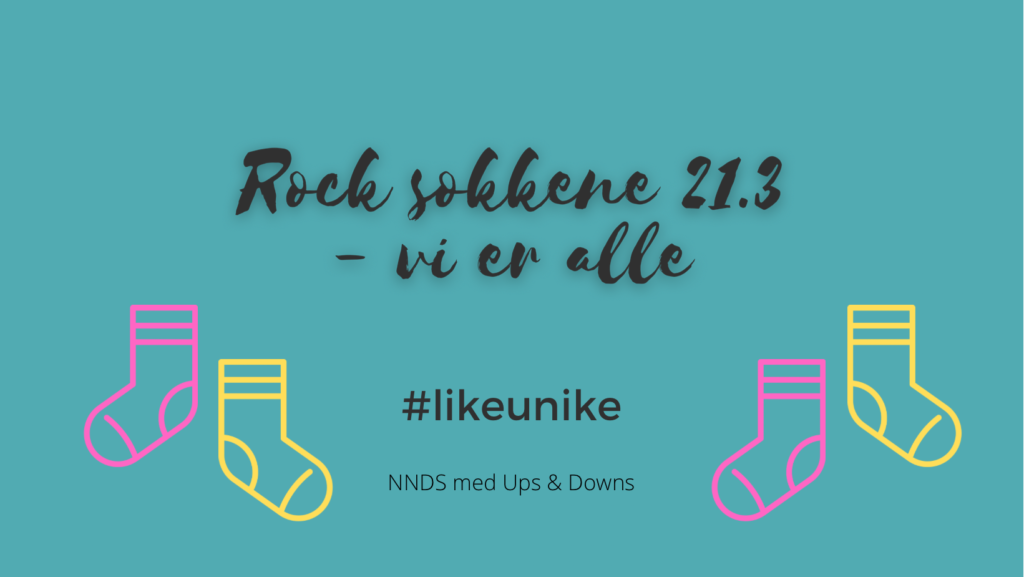 Rock sokkene 21.3
- vi er alle
#likeunike
NNDS med Ups & Downs